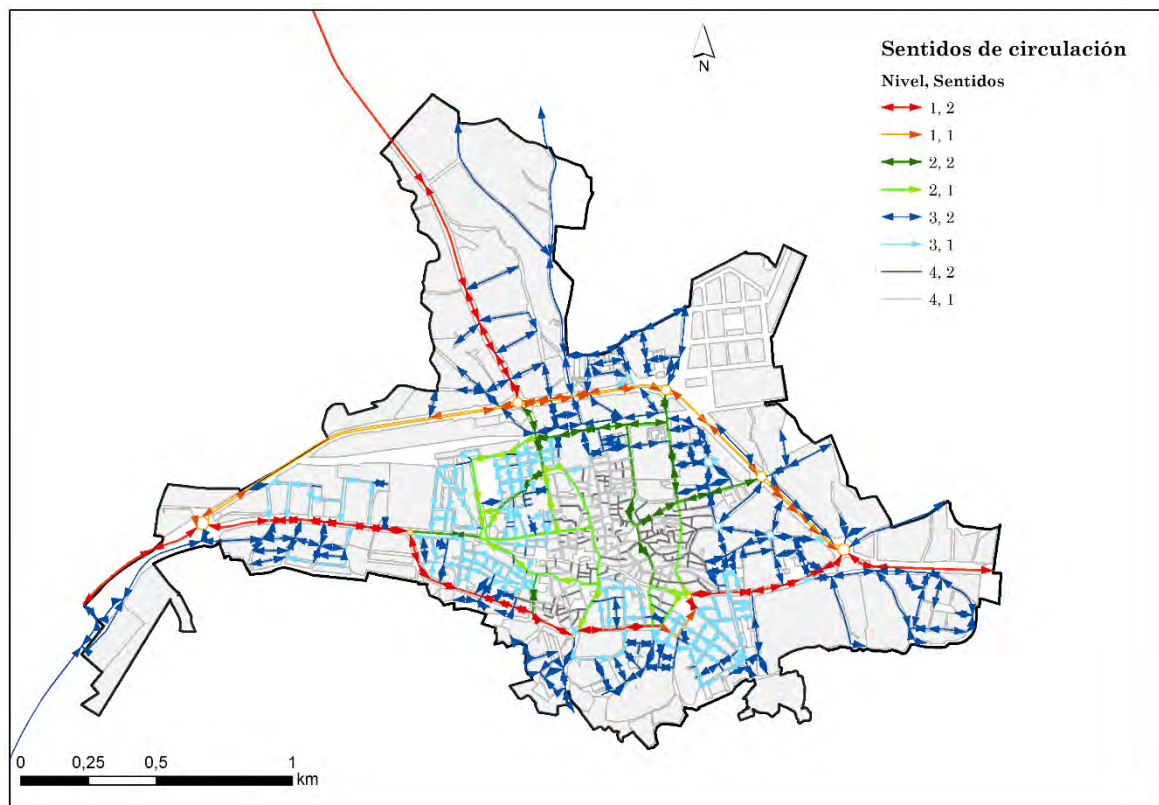 N
Sentidos de circulación
Nivel, Sentidos
1, 2
1, 1
2, 2
2, 1
3, 2
3, 1
4, 2
4, 1
0 0,25 0,5 1
km